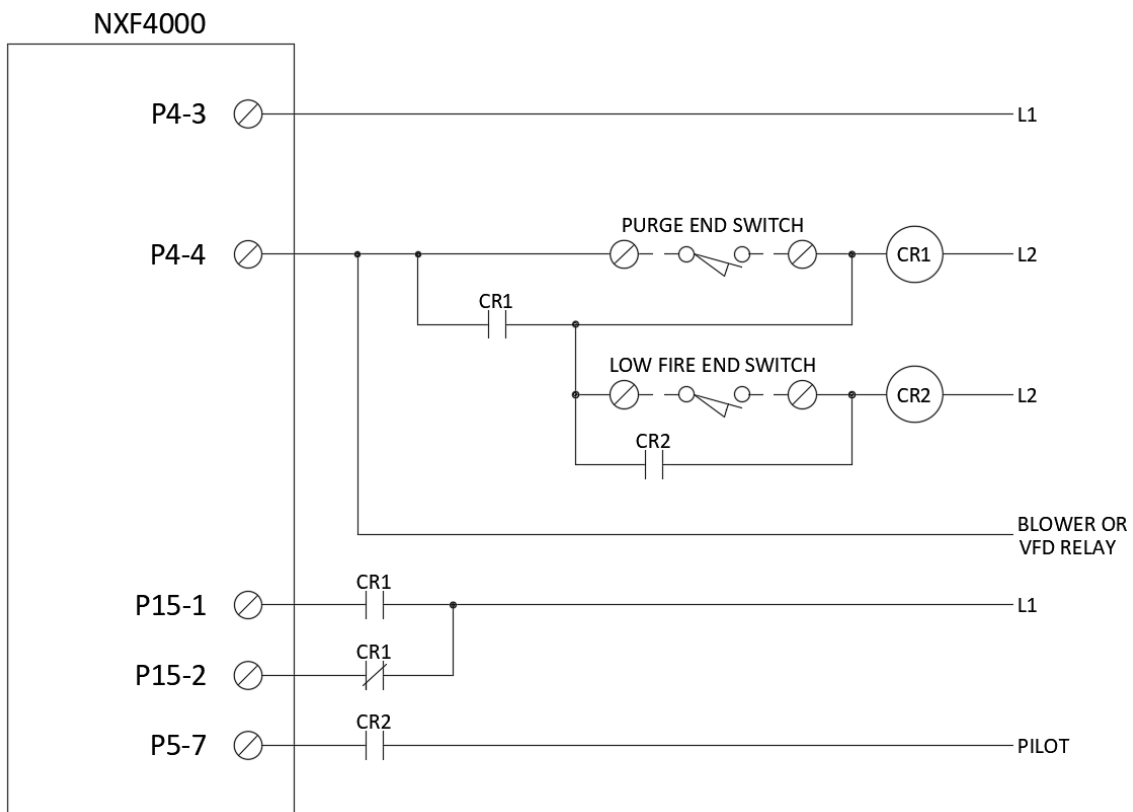 NXF4000
P4-3
L1
PURGE END SWITCH
P4-4
CR1
L2
CR1
LOW FIRE END SWITCH
CR2
L2
CR2
BLOWER OR
VFD RELAY
CR1
P15-1
L1
CR1
P15-2
CR2
P5-7
PILOT